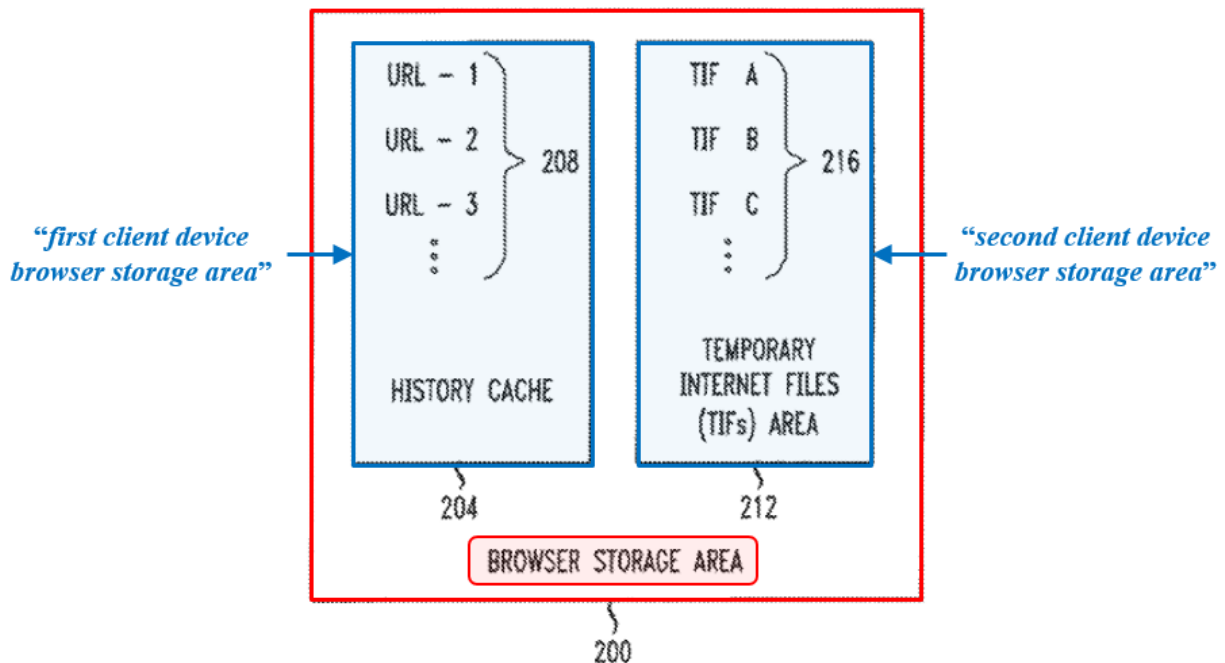 URL - 1
URL - 2
URL - 3
208
HISTORY CACHE
204
TIF A
TIF B
TIF C
216
TEMPORARY
INTERNET FILES
(TIFs) AREA
212
“first client device
browser storage area”
“second client device
browser storage area”
BROWSER STORAGE AREA
200